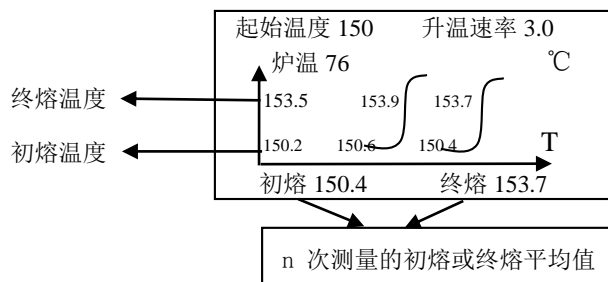 起始温度 150 升温速率 3.0
炉温 76 ℃
终熔温度 153.5 153.9 153.7
初熔温度 150.2 150.6 150.4 T
初熔 150.4 终熔 153.7
n 次测量的初熔或终熔平均值